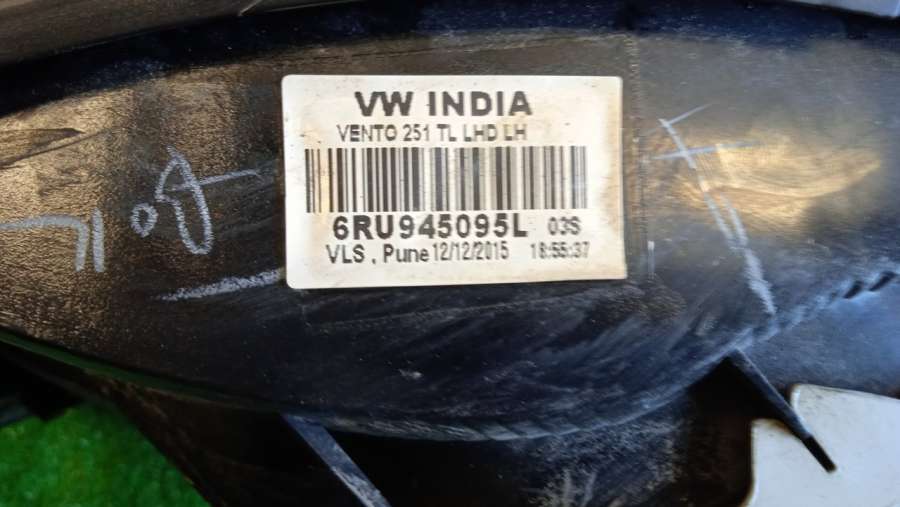 VW INDIA
VENTO 251 TL LHD LH
6RU945095L 03S
VLS , Pune 12/12/2015 18:55:37